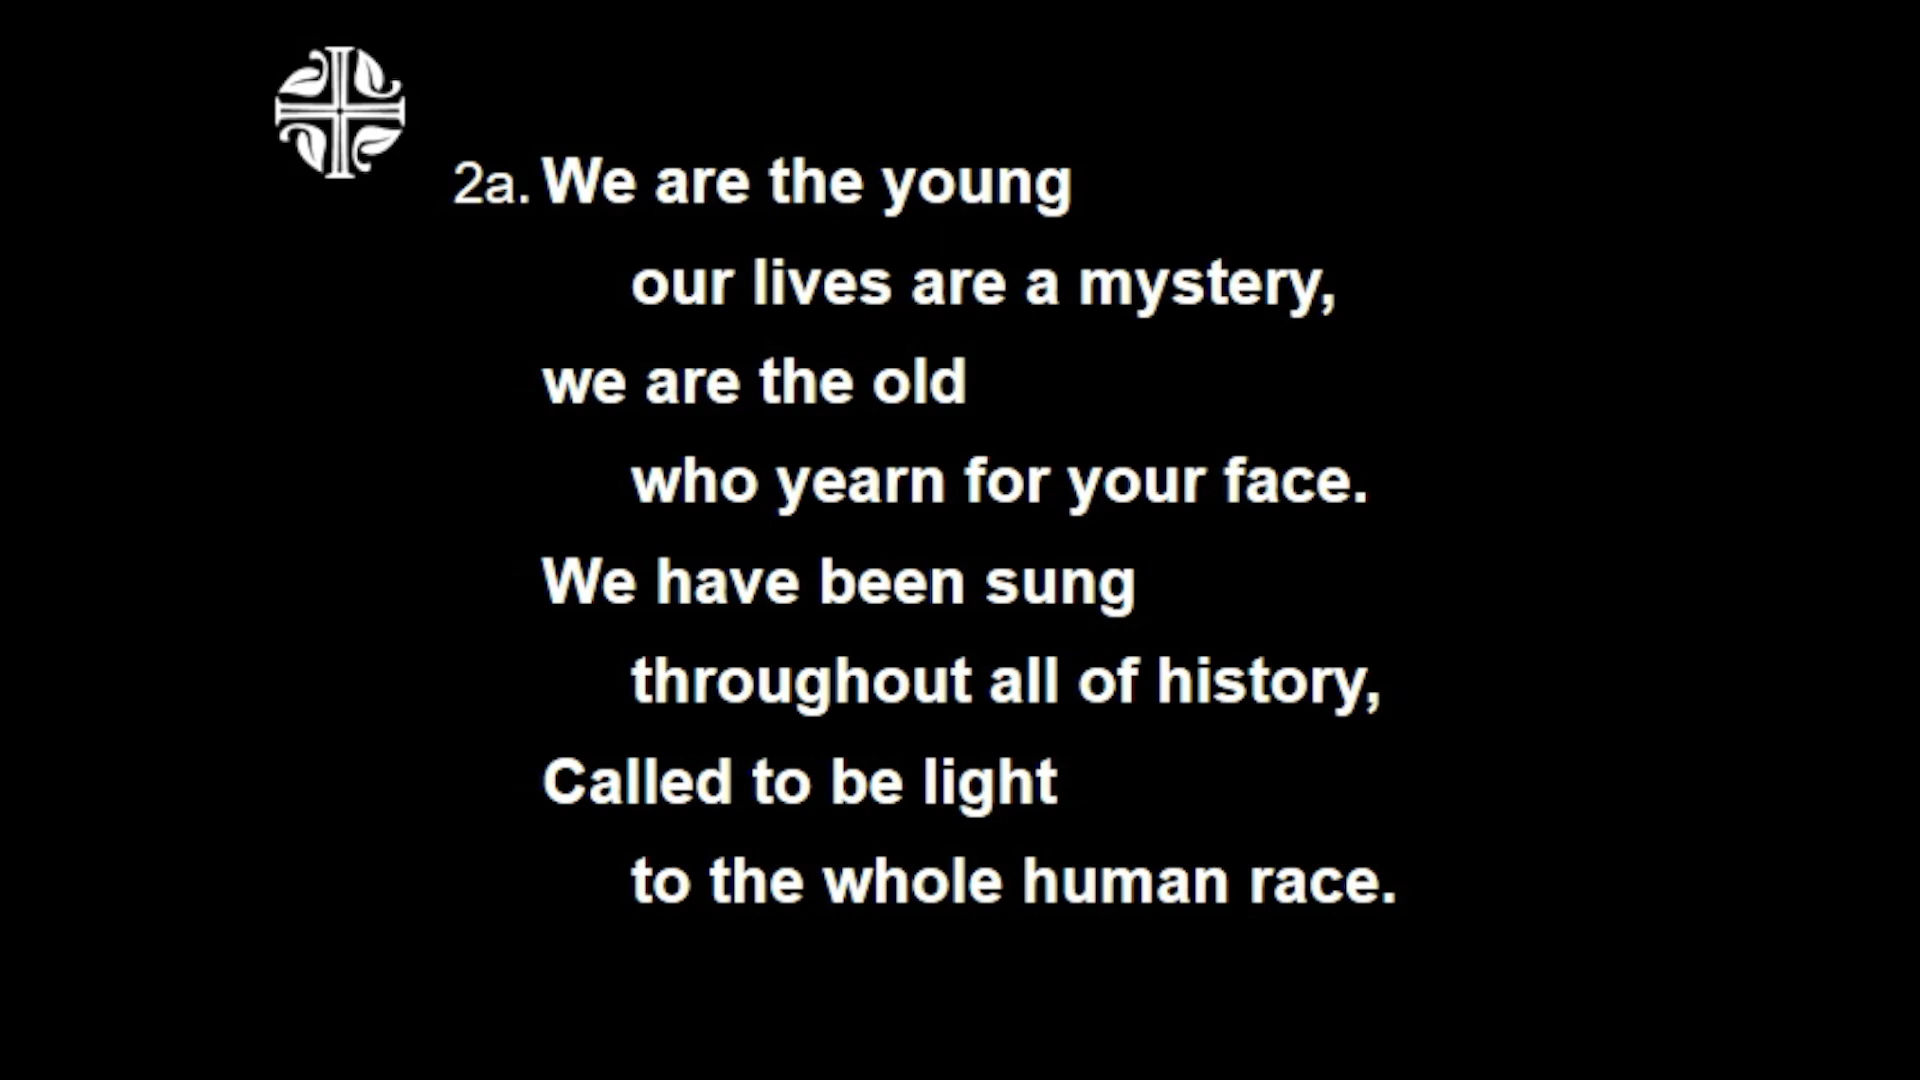 2a. We are the young
our lives are a mystery,
we are the old
who yearn for your face.
We have been sung
throughout all of history,
Called to be light
to the whole human race.